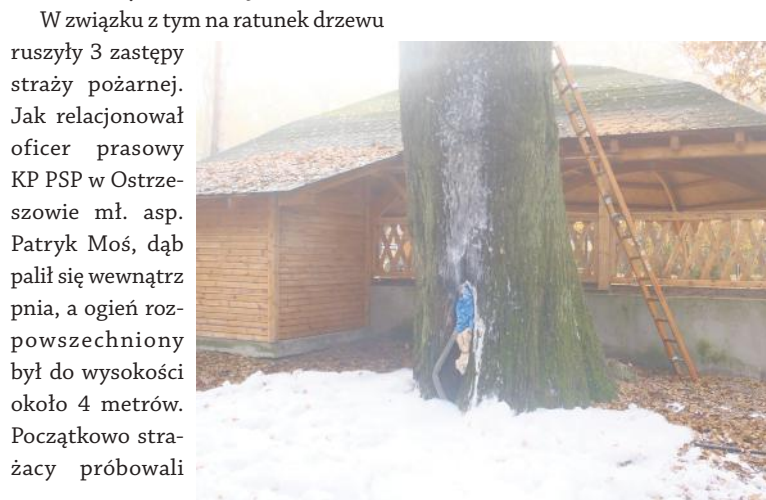 W związku z tym na ratunek drzewu
ruszyły 3 zastępy
straży pożarnej.
Jak relacjonował
oficer prasowy
KP PSP w Ostrze-
szowie mł. asp.
Patryk Moś, dąb
palił się wewnątrz
pnia, a ogień roz-
powszechniony
był do wysokości
około 4 metrów.
Początkowo stra-
żacy próbowali